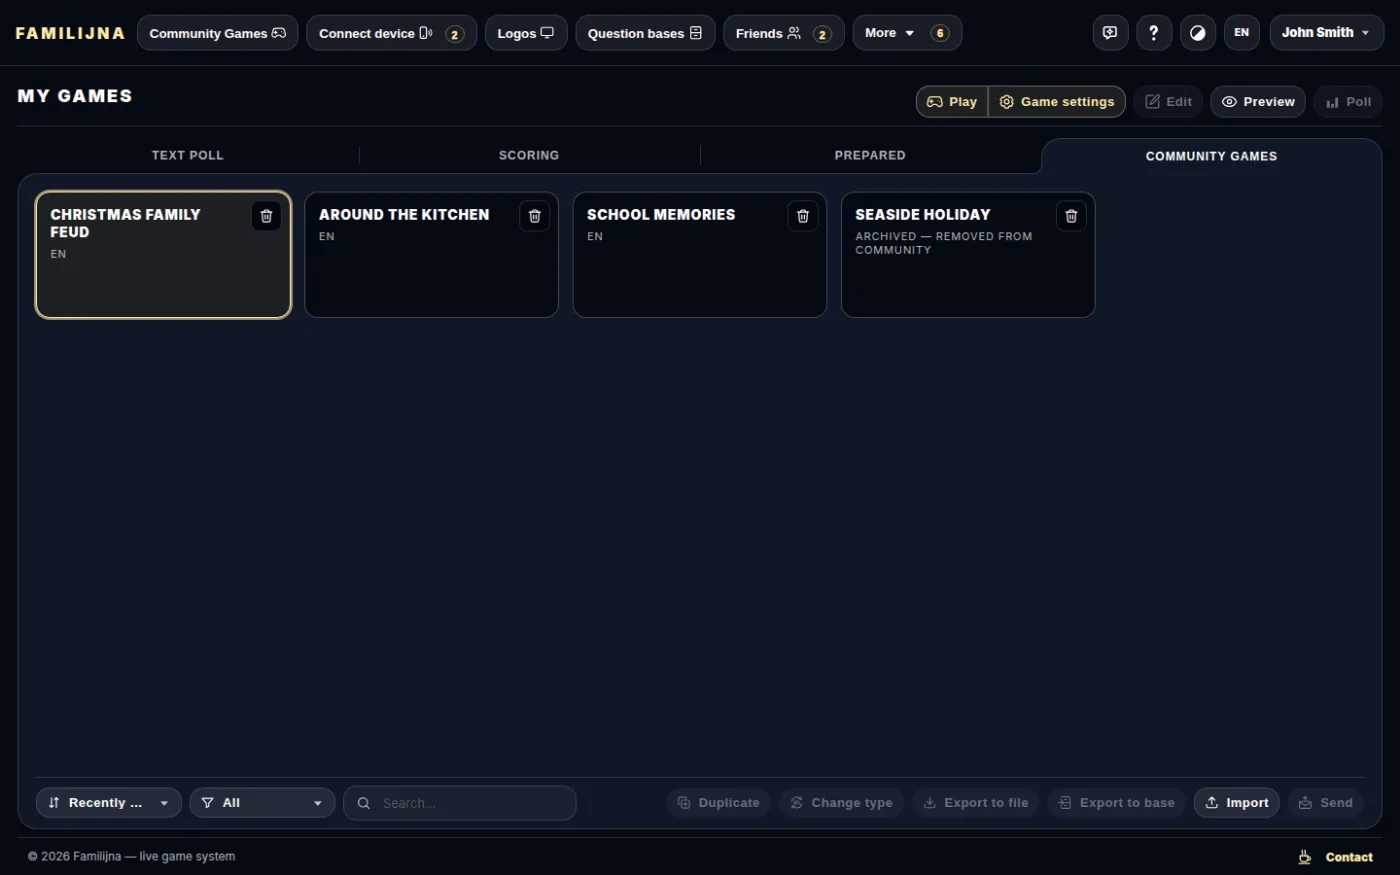 FAMILIJNA
Community Games
Connect device 2
Logos
Question bases
Friends 2
More 6
?
EN
John Smith
MY GAMES
Play
Game settings
Edit
Preview
Poll
TEXT POLL
SCORING
PREPARED
COMMUNITY GAMES
CHRISTMAS FAMILY
FEUD
EN
AROUND THE KITCHEN
EN
SCHOOL MEMORIES
EN
SEASIDE HOLIDAY
ARCHIVED — REMOVED FROM
COMMUNITY
Recently ...
All
Search...
Duplicate
Change type
Export to file
Export to base
Import
Send
© 2026 Familijna — live game system
Contact